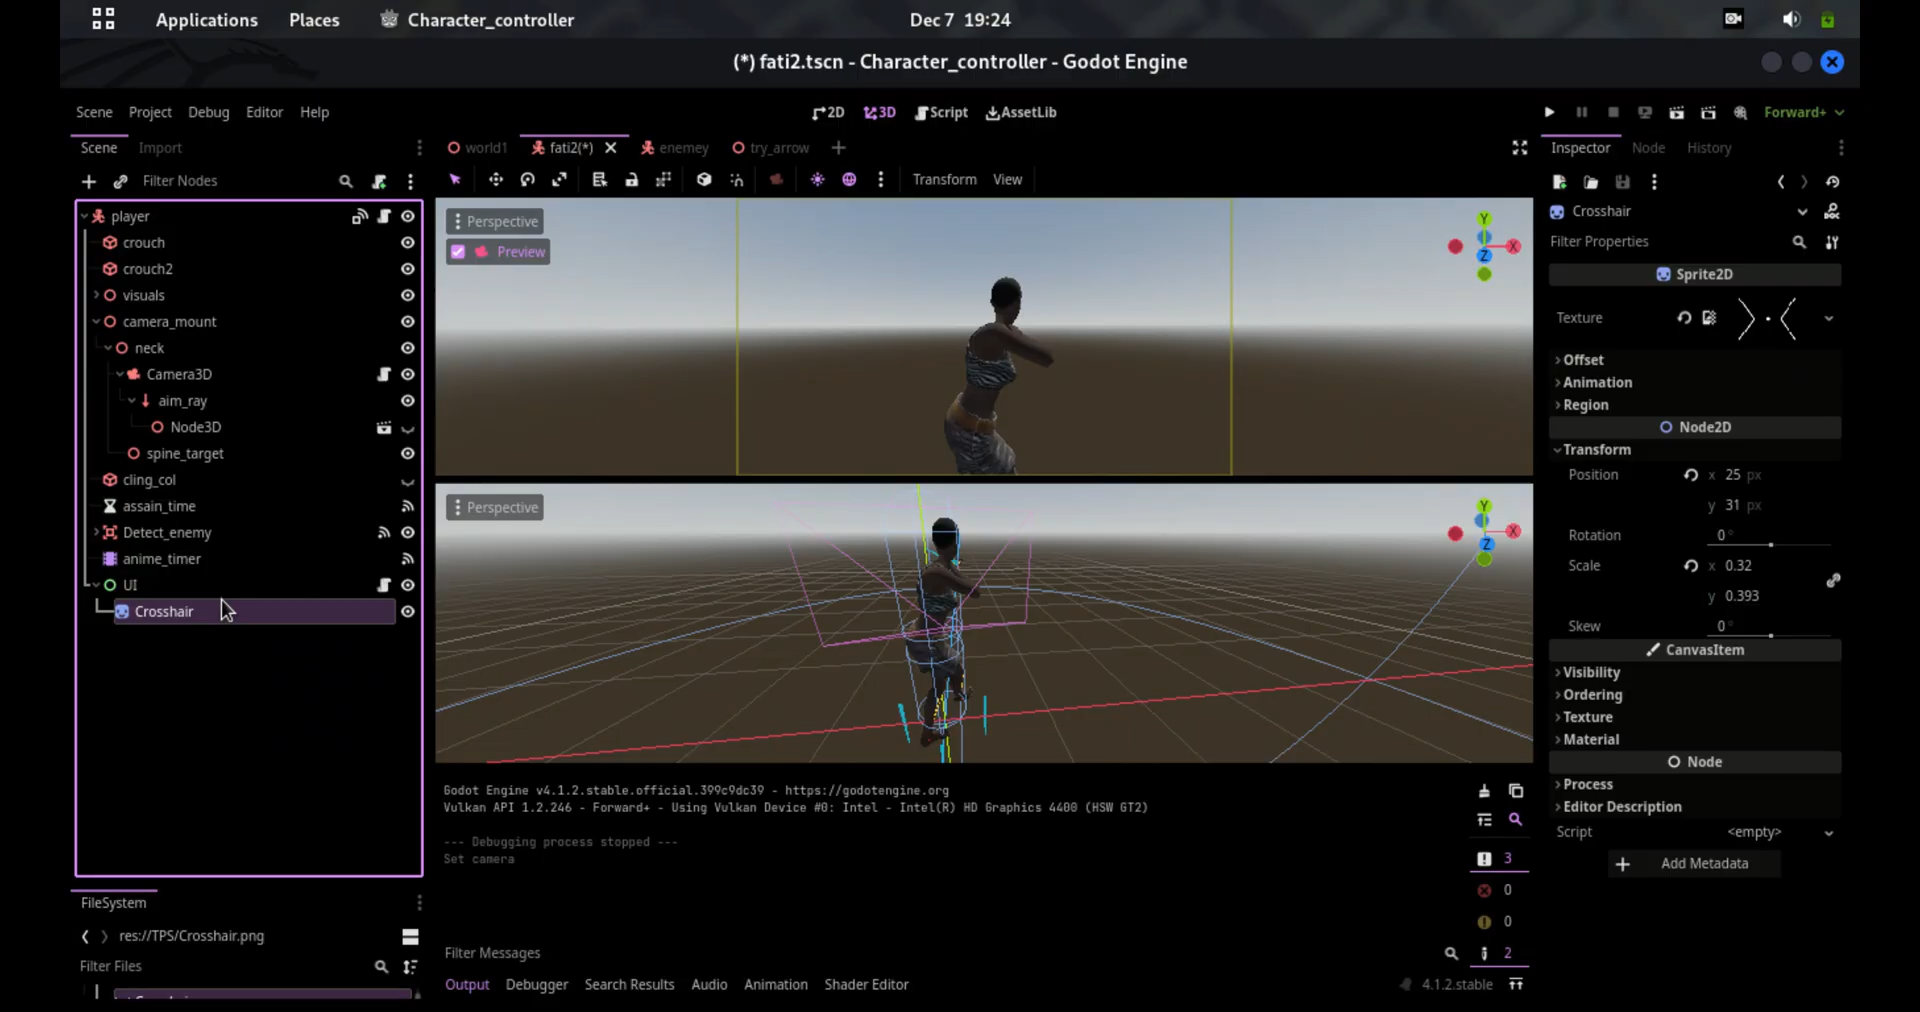 Applications Places Character_controller Dec 7 19:24
(*) fati2.tscn - Character_controller - Godot Engine
Scene Project Debug Editor Help 2D 3D Script AssetLib Forward+
Scene Import
world1 fati2(*) enemey try_arrow
Inspector Node History
Filter Nodes
Transform View
player
crouch
crouch2
visuals
camera_mount
neck
Camera3D
aim_ray
Node3D
spine_target
cling_col
assain_time
Detect_enemy
anime_timer
UI
Crosshair
FileSystem
res://TPS/Crosshair.png
Filter Files
Perspective
Preview
Y
X
Z
Perspective
Y
X
Z
Godot Engine v4.1.2.stable.official.399c9dc39 - https://godotengine.org
Vulkan API 1.2.246 - Forward+ - Using Vulkan Device #0: Intel - Intel(R) HD Graphics 4400 (HSW GT2)
--- Debugging process stopped ---
Set camera
3
0
0
2
Filter Messages
Output Debugger Search Results Audio Animation Shader Editor 4.1.2.stable
Crosshair
Filter Properties
Sprite2D
Texture
Offset
Animation
Region
Node2D
Transform
Position x 25 px
y 31 px
Rotation 0 °
Scale x 0.32
y 0.393
Skew 0 °
CanvasItem
Visibility
Ordering
Texture
Material
Node
Process
Editor Description
Script <empty>
Add Metadata